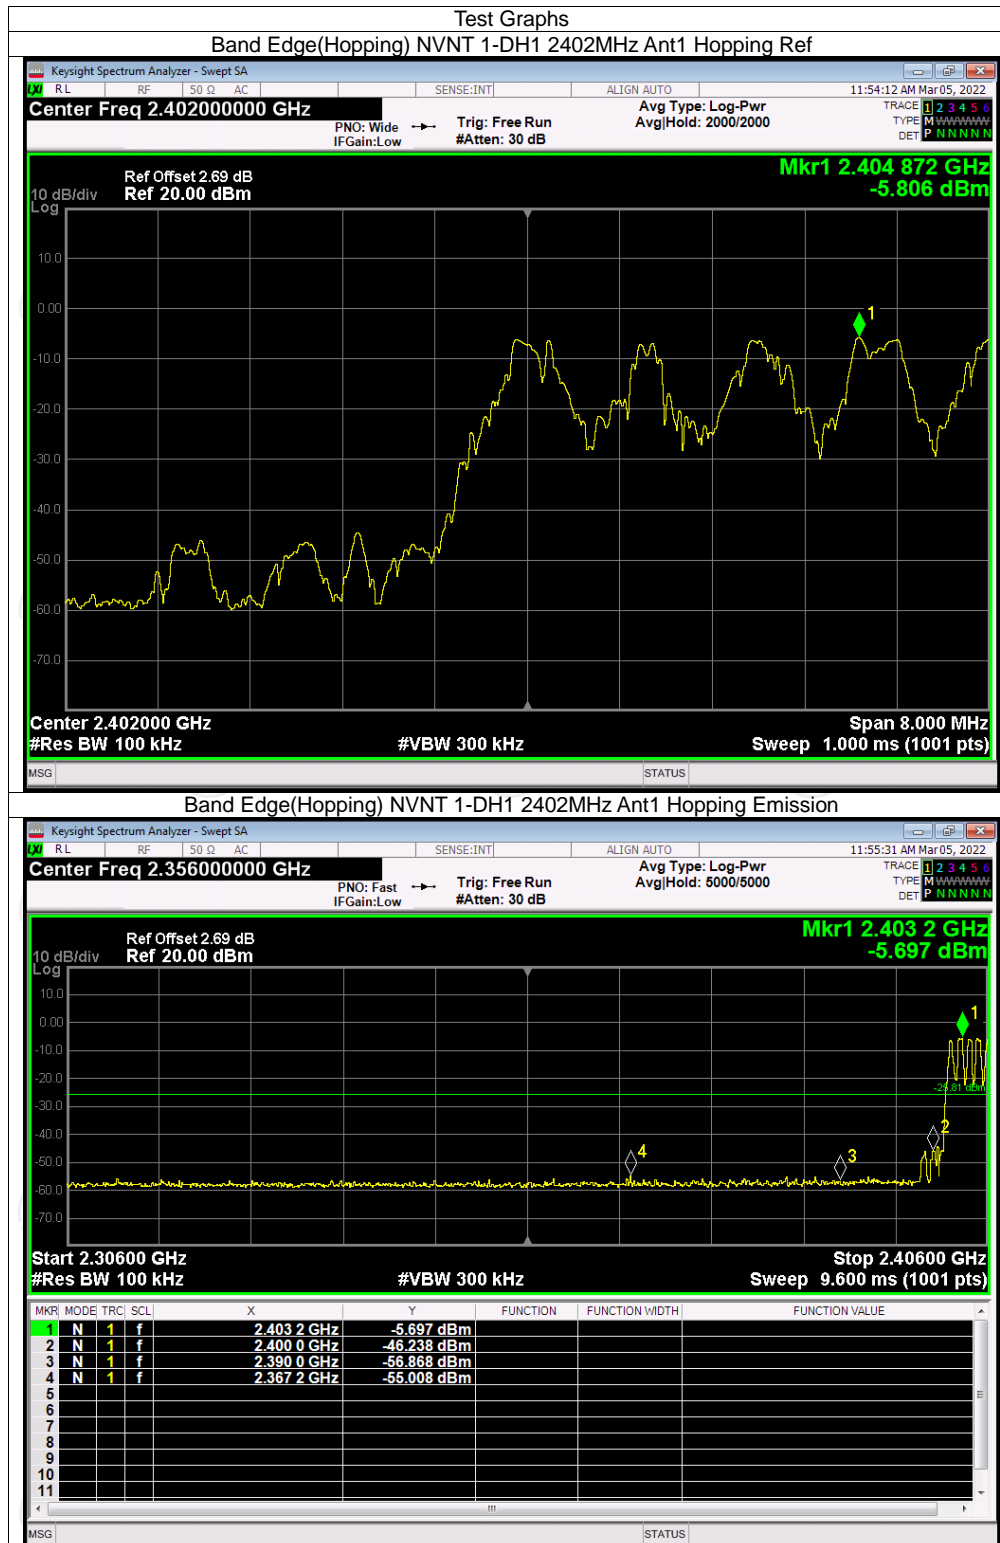 Test Graphs
Band Edge(Hopping) NVNT 1-DH1 2402MHz Ant1 Hopping Ref
Keysight Spectrum Analyzer - Swept SA
LXI RL RF 50 Ω AC SENSE:INT ALIGN AUTO 11:54:12 AM Mar 05, 2022
Center Freq 2.402000000 GHz Avg Type: Log-Pwr TRACE 1 2 3 4 5 6
PNO: Wide Trig: Free Run Avg|Hold: 2000/2000 TYPE M WWWWW
IFGain:Low #Atten: 30 dB DET P N N N N N
Mkr1 2.404 872 GHz
-5.806 dBm
Ref Offset 2.69 dB
10 dB/div Ref 20.00 dBm
Log
10.0
0.00
1
-10.0
-20.0
-30.0
-40.0
-50.0
-60.0
-70.0
Center 2.402000 GHz Span 8.000 MHz
#Res BW 100 kHz #VBW 300 kHz Sweep 1.000 ms (1001 pts)
MSG STATUS
Band Edge(Hopping) NVNT 1-DH1 2402MHz Ant1 Hopping Emission
Keysight Spectrum Analyzer - Swept SA
LXI RL RF 50 Ω AC SENSE:INT ALIGN AUTO 11:55:31 AM Mar 05, 2022
Center Freq 2.356000000 GHz Avg Type: Log-Pwr TRACE 1 2 3 4 5 6
PNO: Fast Trig: Free Run Avg|Hold: 5000/5000 TYPE M WWWWW
IFGain:Low #Atten: 30 dB DET P N N N N N
Mkr1 2.403 2 GHz
-5.697 dBm
Ref Offset 2.69 dB
10 dB/div Ref 20.00 dBm
Log
10.0
0.00
1
-10.0
-20.0
-25.81 dBm
-30.0
-40.0
2
-50.0
4 3
-60.0
-70.0
Start 2.30600 GHz Stop 2.40600 GHz
#Res BW 100 kHz #VBW 300 kHz Sweep 9.600 ms (1001 pts)
MKR MODE TRC SCL X Y FUNCTION FUNCTION WIDTH FUNCTION VALUE
1 N 1 f 2.403 2 GHz -5.697 dBm
2 N 1 f 2.400 0 GHz -46.238 dBm
3 N 1 f 2.390 0 GHz -56.868 dBm
4 N 1 f 2.367 2 GHz -55.008 dBm
5
6
7
8
9
10
11
MSG STATUS